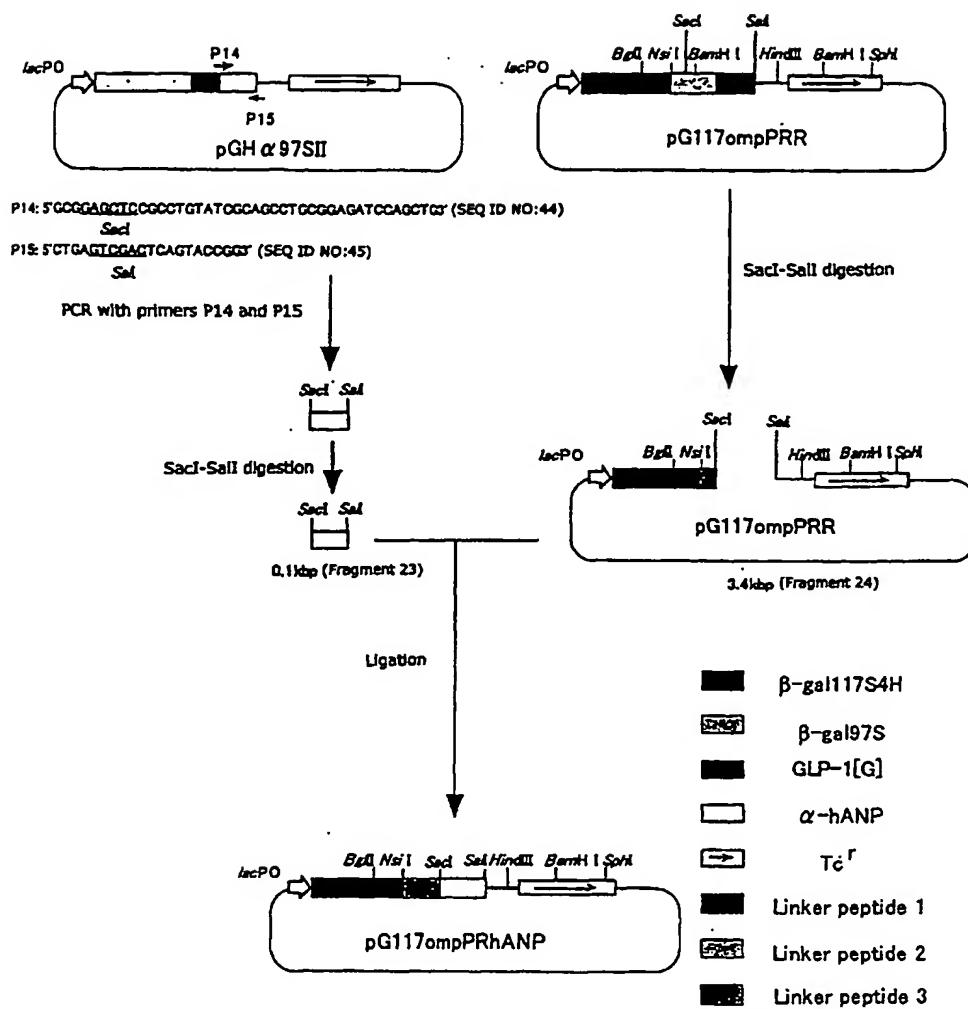 SacI SalI
BglII NsiI BamHI HindIII BamHI SphI
lacPO
P14
P15
pGHα97SII
lacPO
pG117ompPRR
P14: 5'GCGGAGCTCCGCCTGTATCGCAGCCTGCGGAGATCCAGCTG3' (SEQ ID NO:44)
SacI
P15: 5'CTGAGTCGACTCAGTACCGG3' (SEQ ID NO:45)
SalI
PCR with primers P14 and P15
SacI-SalI digestion
SacI SalI
SacI-SalI digestion
SacI SalI
0.1kbp (Fragment 23)
SacI SalI
BglII NsiI HindIII BamHI SphI
lacPO
pG117ompPRR
3.4kbp (Fragment 24)
Ligation
BglII NsiI SacI SalI HindIII BamHI SphI
lacPO
pG117ompPRhANP
β-gal117S4H
β-gal97S
GLP-1[G]
α-hANP
Tc r
Linker peptide 1
Linker peptide 2
Linker peptide 3